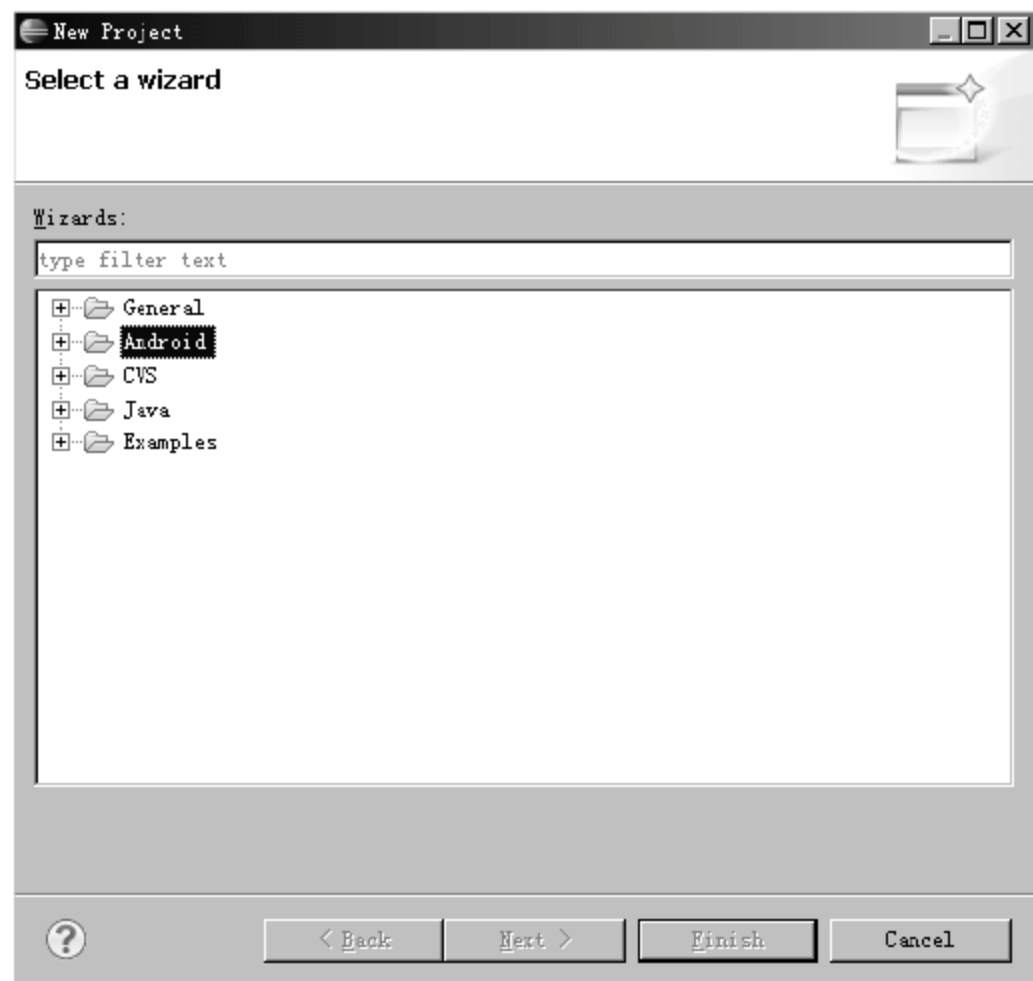 New Project
Select a wizard
Wizards:
type filter text
General
Android
CVS
Java
Examples
?
< Back
Next >
Finish
Cancel